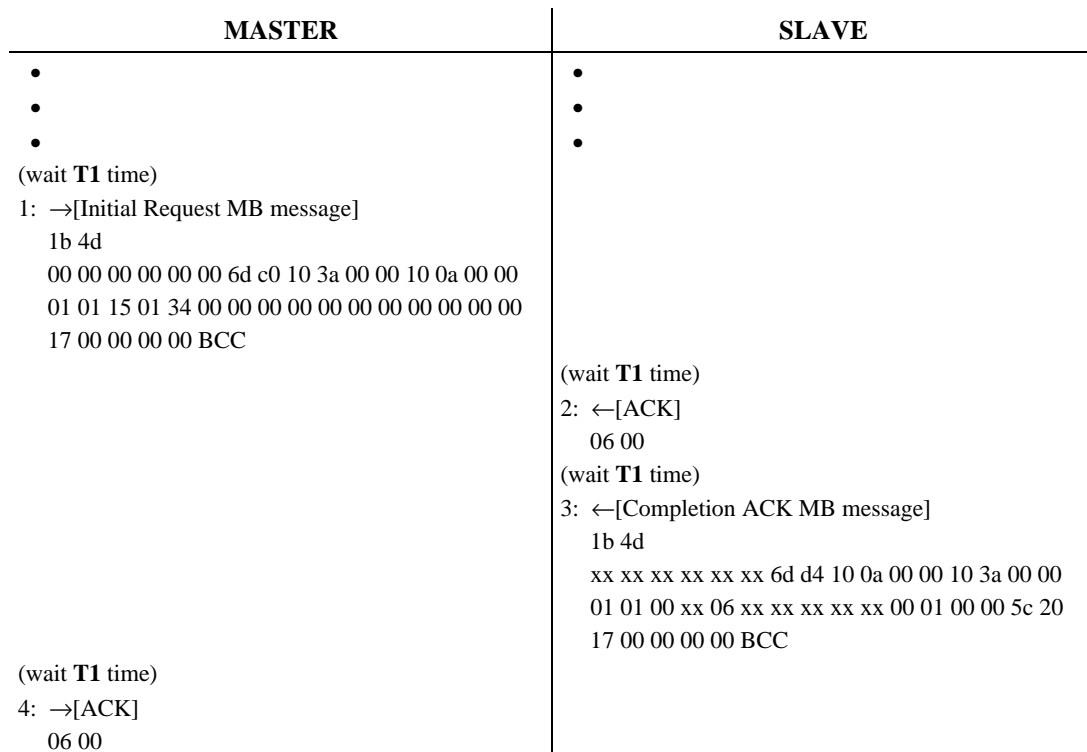 MASTER SLAVE
• •
• •
• •
(wait T1 time)
1: →[Initial Request MB message]
1b 4d
00 00 00 00 00 00 6d c0 10 3a 00 00 10 0a 00 00
01 01 15 01 34 00 00 00 00 00 00 00 00 00 00 00
17 00 00 00 00 BCC
(wait T1 time)
2: ←[ACK]
06 00
(wait T1 time)
3: ←[Completion ACK MB message]
1b 4d
xx xx xx xx xx xx 6d d4 10 0a 00 00 10 3a 00 00
01 01 00 xx 06 xx xx xx xx xx 00 01 00 00 5c 20
17 00 00 00 00 BCC
(wait T1 time)
4: →[ACK]
06 00